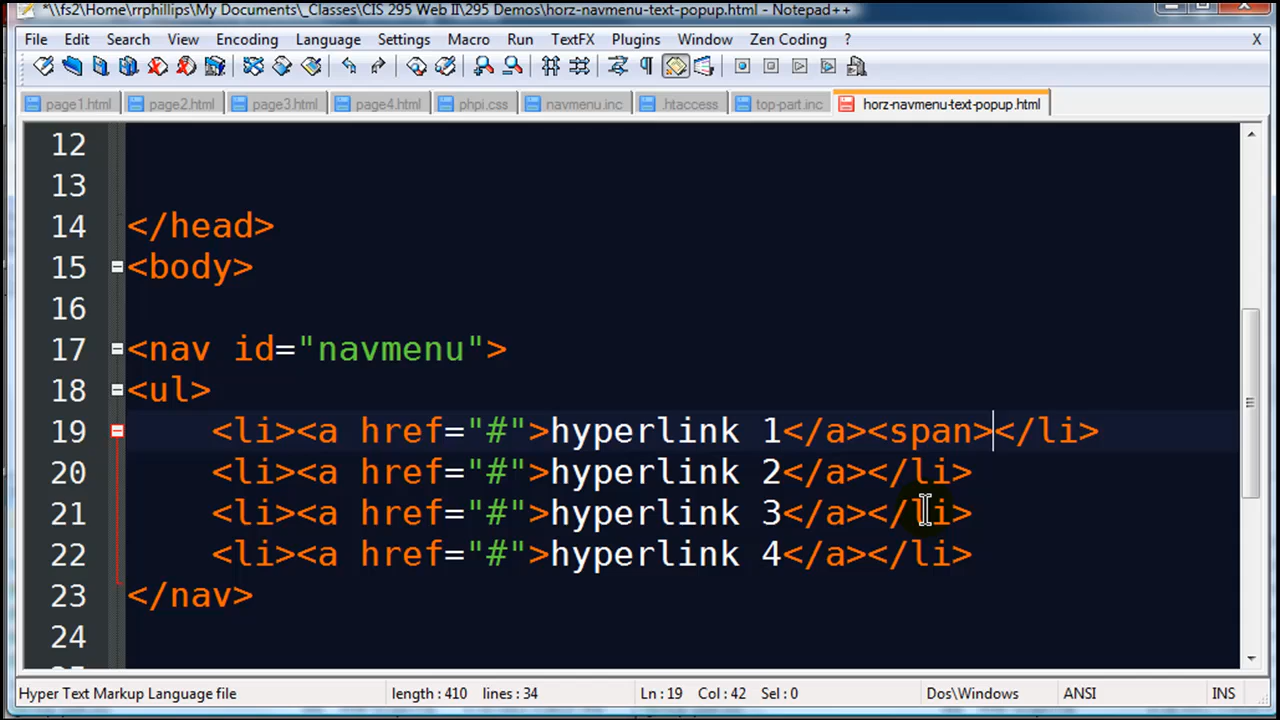 *\\fs2\Home\rrphillips\My Documents\_Classes\CIS 295 Web II\295 Demos\horz-navmenu-text-popup.html - Notepad++
File Edit Search View Encoding Language Settings Macro Run TextFX Plugins Window Zen Coding ? X
page1.html page2.html page3.html page4.html phpi.css navmenu.inc .htaccess top-part.inc horz-navmenu-text-popup.html
12
13
14 </head>
15 <body>
16
17 <nav id="navmenu">
18 <ul>
19 <li><a href="#">hyperlink 1</a><span></li>
20 <li><a href="#">hyperlink 2</a></li>
21 <li><a href="#">hyperlink 3</a></li>
22 <li><a href="#">hyperlink 4</a></li>
23 </nav>
24
Hyper Text Markup Language file length : 410 lines : 34 Ln : 19 Col : 42 Sel : 0 Dos\Windows ANSI INS